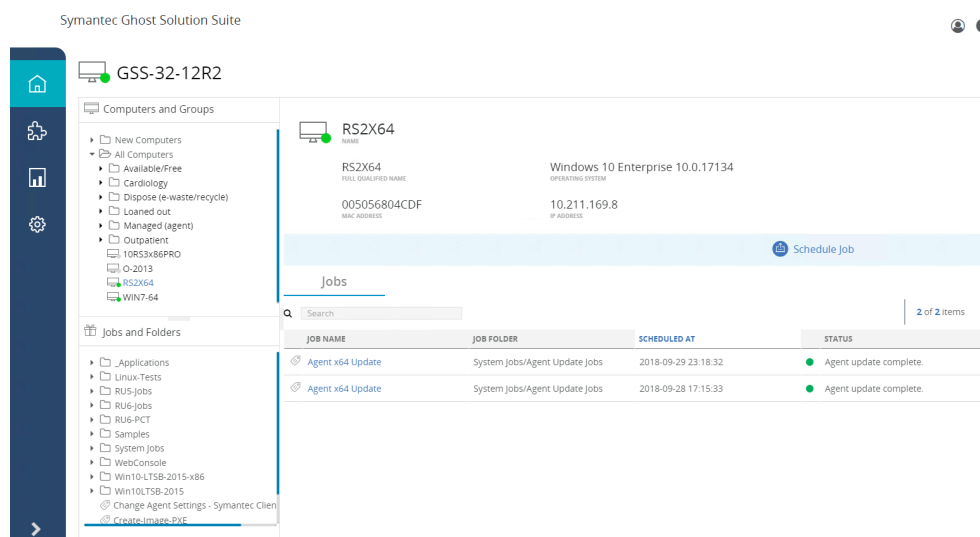 Symantec Ghost Solution Suite
GSS-32-12R2
Computers and Groups
New Computers
All Computers
Available/Free
Cardiology
Dispose (e-waste/recycle)
Loaned out
Managed (agent)
Outpatient
10RS3x86PRO
O-2013
RS2X64
WIN7-64
Jobs and Folders
_Applications
Linux-Tests
RU5-Jobs
RU6-Jobs
RU6-PCT
Samples
System Jobs
WebConsole
Win10-LTSB-2015-x86
Win10LTSB-2015
Change Agent Settings - Symantec Clien
Create-Image-PXE
RS2X64
NAME
RS2X64 Windows 10 Enterprise 10.0.17134
FULL QUALIFIED NAME OPERATING SYSTEM
005056804CDF 10.211.169.8
MAC ADDRESS IP ADDRESS
Schedule Job
Jobs
Search 2 of 2 items
JOB NAME JOB FOLDER SCHEDULED AT STATUS
Agent x64 Update System Jobs/Agent Update Jobs 2018-09-29 23:18:32 Agent update complete.
Agent x64 Update System Jobs/Agent Update Jobs 2018-09-28 17:15:33 Agent update complete.